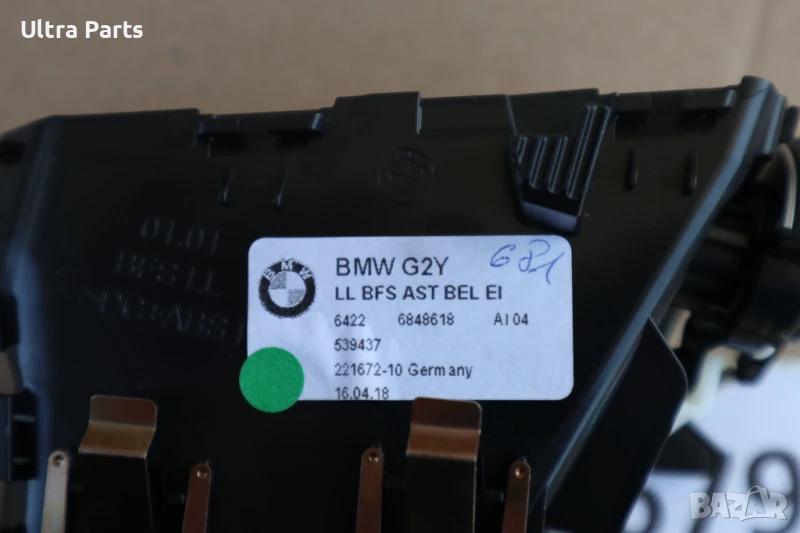 Ultra Parts
BMW
BMW G2Y
681
LL BFS AST BEL EI
6422 6848618 AI 04
539437
221672-10 Germany
16.04.18
BAZAR